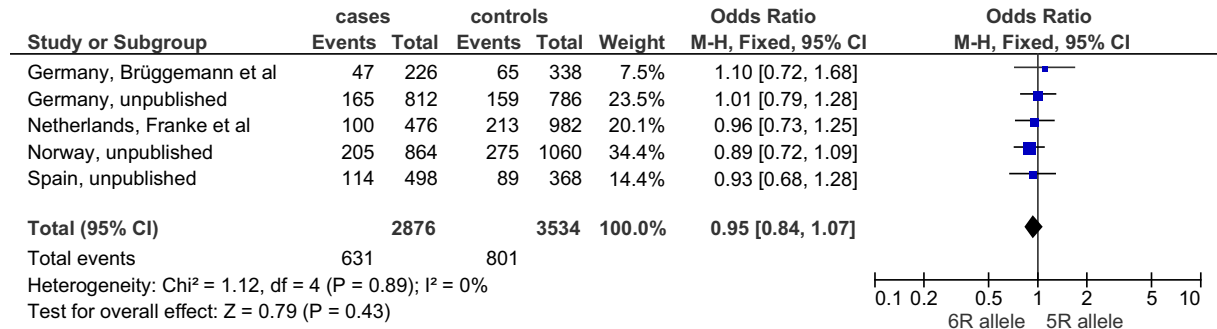 cases controls Odds Ratio Odds Ratio
Study or Subgroup Events Total Events Total Weight M-H, Fixed, 95% CI M-H, Fixed, 95% CI
Germany, Brüggemann et al 47 226 65 338 7.5% 1.10 [0.72, 1.68]
Germany, unpublished 165 812 159 786 23.5% 1.01 [0.79, 1.28]
Netherlands, Franke et al 100 476 213 982 20.1% 0.96 [0.73, 1.25]
Norway, unpublished 205 864 275 1060 34.4% 0.89 [0.72, 1.09]
Spain, unpublished 114 498 89 368 14.4% 0.93 [0.68, 1.28]
Total (95% CI) 2876 3534 100.0% 0.95 [0.84, 1.07]
Total events 631 801
Heterogeneity: Chi² = 1.12, df = 4 (P = 0.89); I² = 0%
Test for overall effect: Z = 0.79 (P = 0.43)
0.1 0.2 0.5 1 2 5 10
6R allele 5R allele